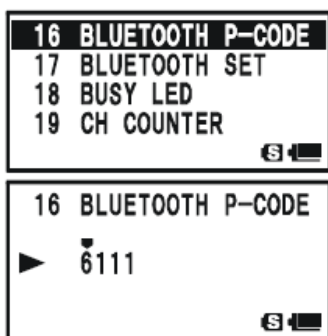 16 BLUETOOTH P-CODE
17 BLUETOOTH SET
18 BUSY LED
19 CH COUNTER
S
16 BLUETOOTH P-CODE
6111
S